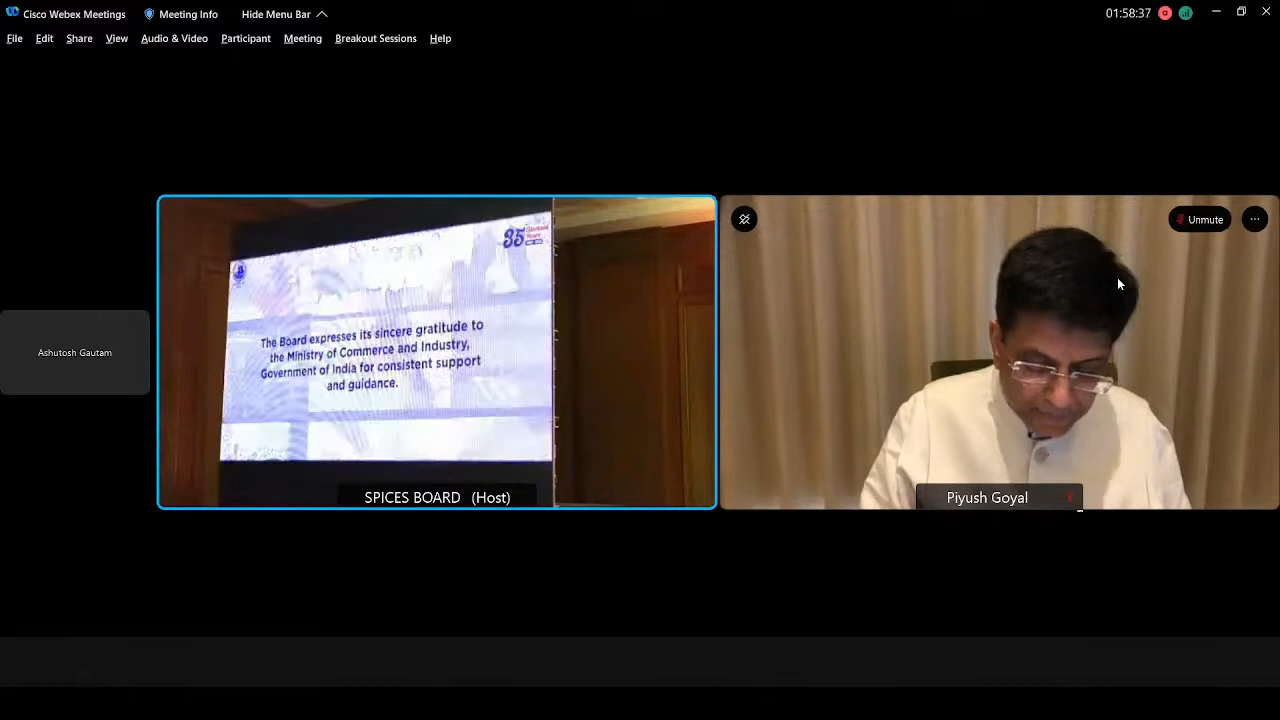 Cisco Webex Meetings
Meeting Info
Hide Menu Bar
01:58:37
File Edit Share View Audio & Video Participant Meeting Breakout Sessions Help
Ashutosh Gautam
35
The Board expresses its sincere gratitude to
the Ministry of Commerce and Industry,
Government of India for consistent support
and guidance.
SPICES BOARD (Host)
Unmute
Piyush Goyal